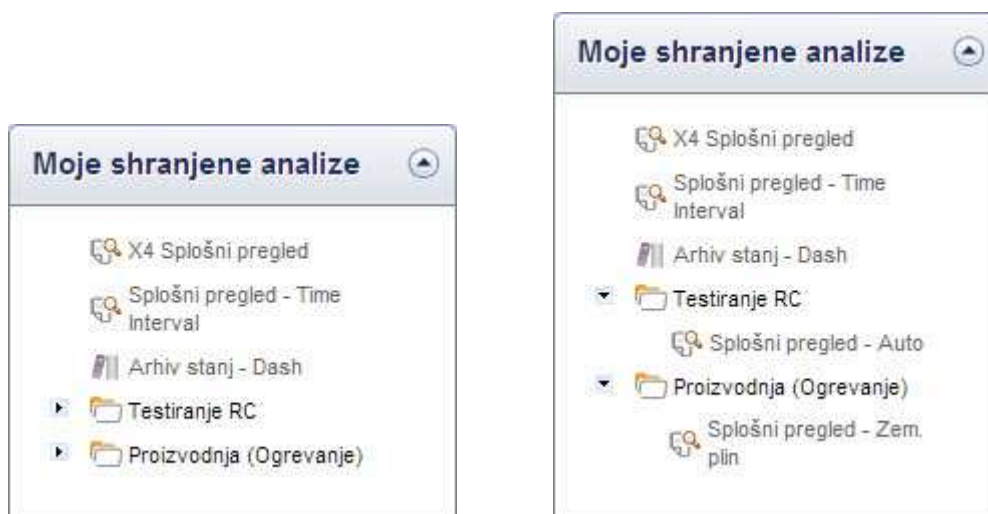 Moje shranjene analize
X4 Splošni pregled
Splošni pregled - Time
Interval
Arhiv stanj - Dash
Testiranje RC
Proizvodnja (Ogrevanje)
Moje shranjene analize
X4 Splošni pregled
Splošni pregled - Time
Interval
Arhiv stanj - Dash
Testiranje RC
Splošni pregled - Auto
Proizvodnja (Ogrevanje)
Splošni pregled - Zem.
plin